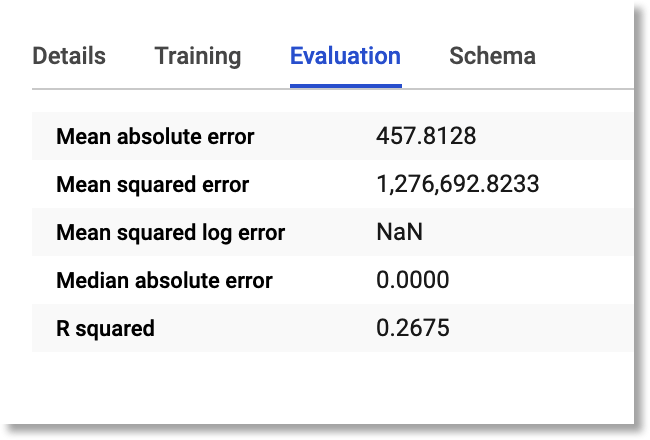 Details Training Evaluation Schema
Mean absolute error 457.8128
Mean squared error 1,276,692.8233
Mean squared log error NaN
Median absolute error 0.0000
R squared 0.2675